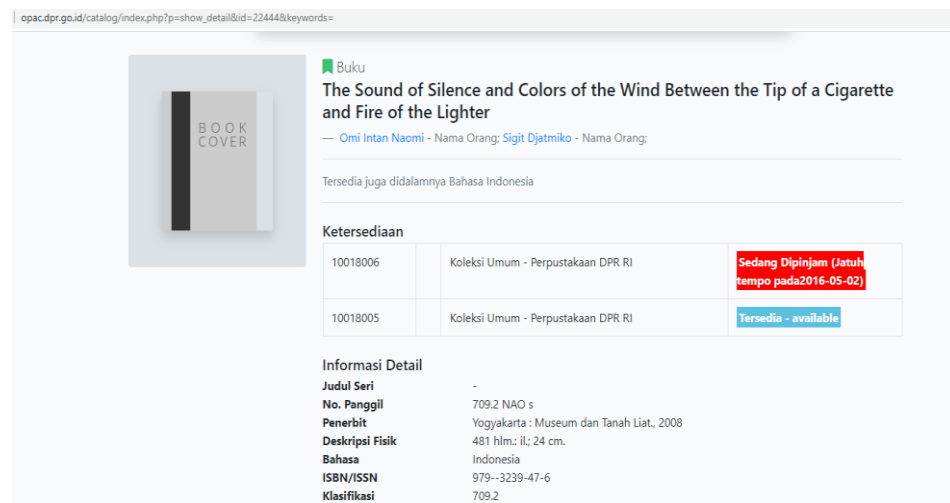 opac.dpr.go.id/catalog/index.php?p=show_detail&id=22444&keywords=
Buku
The Sound of Silence and Colors of the Wind Between the Tip of a Cigarette
and Fire of the Lighter
— Omi Intan Naomi - Nama Orang; Sigit Djatmiko - Nama Orang;
BOOK
COVER
Tersedia juga didalamnya Bahasa Indonesia
Ketersediaan
10018006 Koleksi Umum - Perpustakaan DPR RI Sedang Dipinjam (Jatuh
tempo pada2016-05-02)
10018005 Koleksi Umum - Perpustakaan DPR RI Tersedia - available
Informasi Detail
Judul Seri -
No. Panggil 709.2 NAO s
Penerbit Yogyakarta : Museum dan Tanah Liat., 2008
Deskripsi Fisik 481 hlm.: il.; 24 cm.
Bahasa Indonesia
ISBN/ISSN 979--3239-47-6
Klasifikasi 709.2